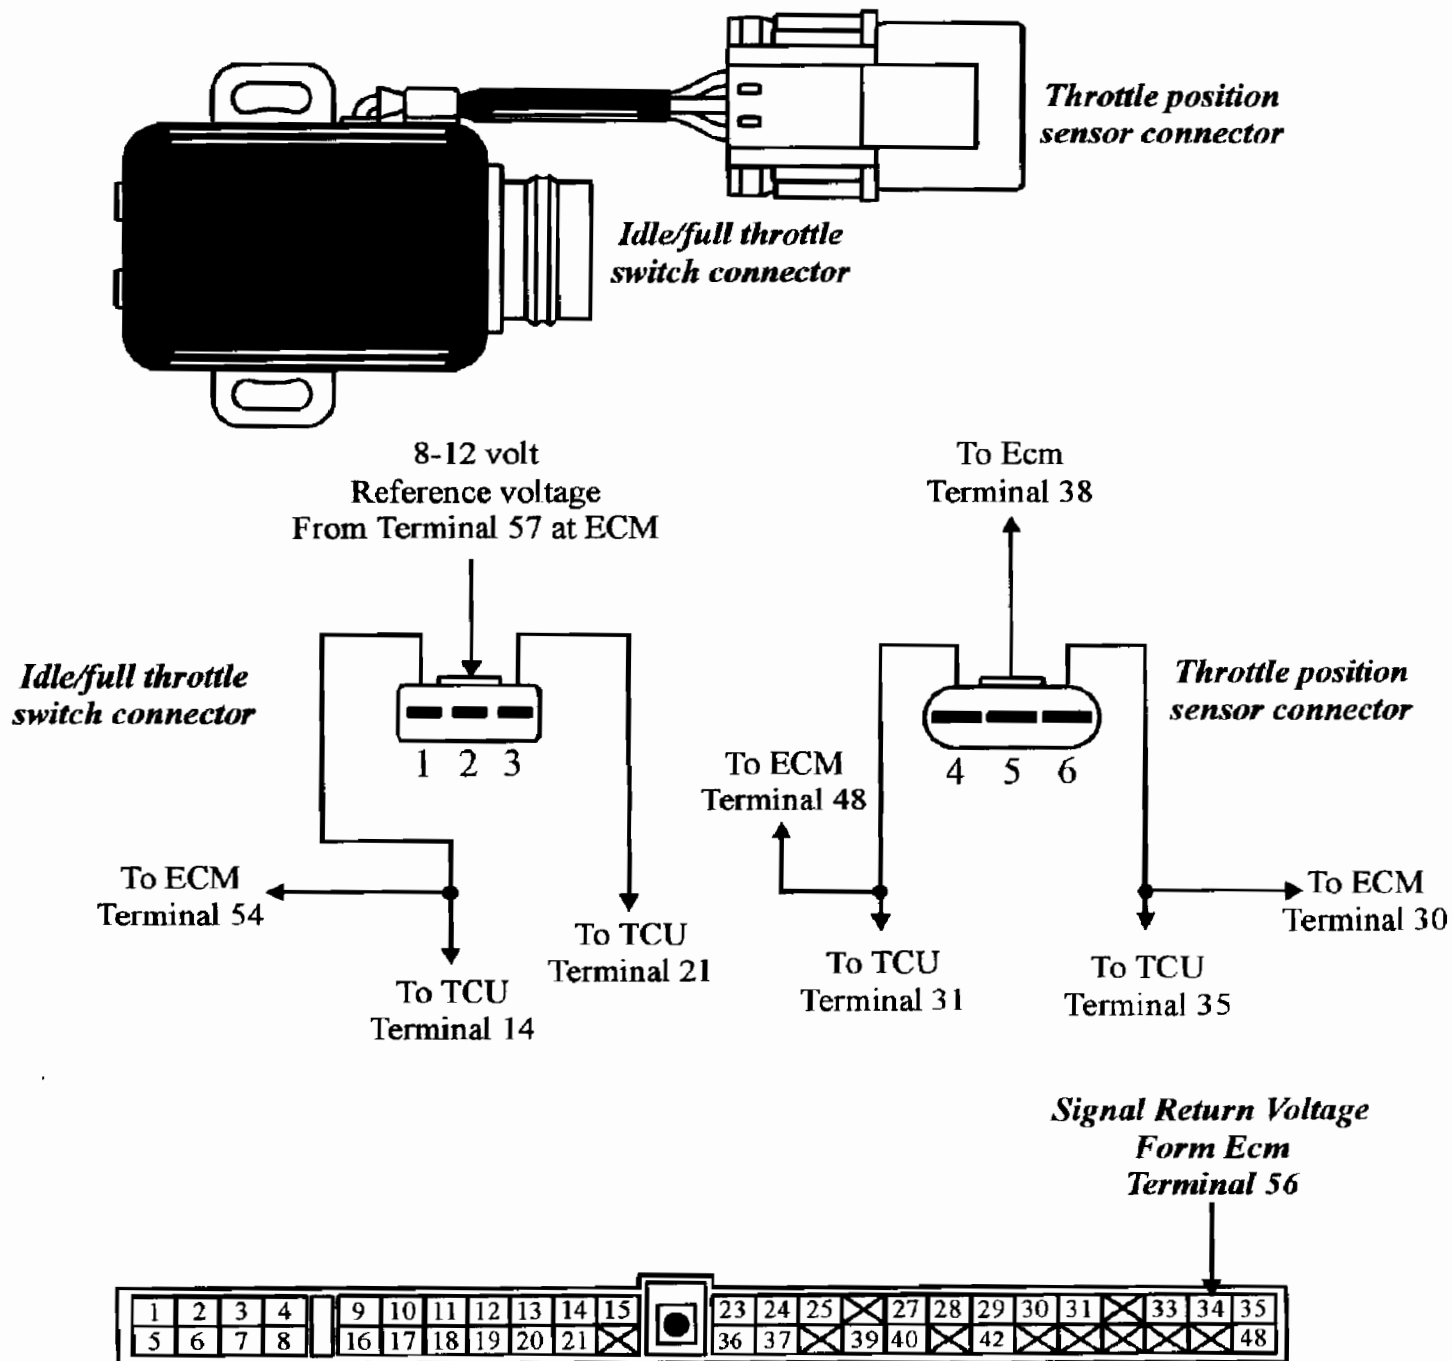 Throttle position
sensor connector
Idle/full throttle
switch connector
8-12 volt
Reference voltage
From Terminal 57 at ECM
To Ecm
Terminal 38
Idle/full throttle
switch connector
1 2 3
Throttle position
sensor connector
4 5 6
To ECM
Terminal 48
To ECM
Terminal 54
To TCU
Terminal 14
To TCU
Terminal 21
To TCU
Terminal 31
To TCU
Terminal 35
To ECM
Terminal 30
Signal Return Voltage
Form Ecm
Terminal 56
1 2 3 4 9 10 11 12 13 14 15 23 24 25 27 28 29 30 31 33 34 35
5 6 7 8 16 17 18 19 20 21 36 37 39 40 42 48